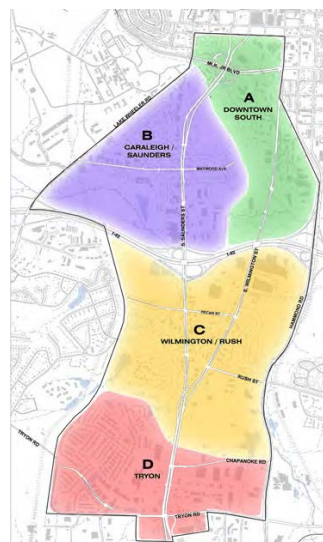 MLK JR BLVD
A
DOWNTOWN
SOUTH
LAKE WHEELER RD
B
CARALEIGH /
SAUNDERS
MAYWOOD AVE
S. SAUNDERS ST
S. WILMINGTON ST
I-40
I-40
HAMMOND RD
PECAN ST
C
WILMINGTON / RUSH
RUSH ST
TRYON RD
D
TRYON
CHAPANOKE RD
TRYON RD